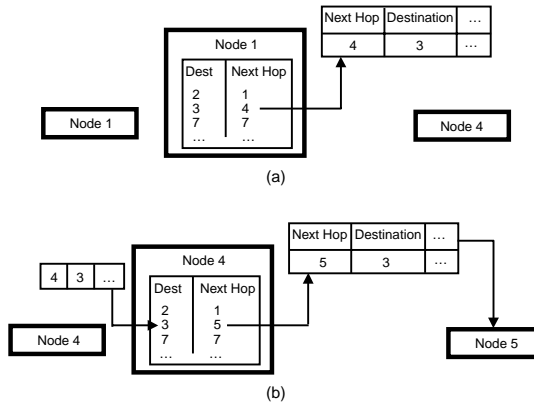 Next Hop Destination …
4 3 …
Node 1
Dest Next Hop
2 1
3 4
7 7
… …
Node 1
Node 4
(a)
Next Hop Destination …
5 3 …
Node 4
4 3 …
Dest Next Hop
2 1
3 5
7 7
… …
Node 4
Node 5
(b)